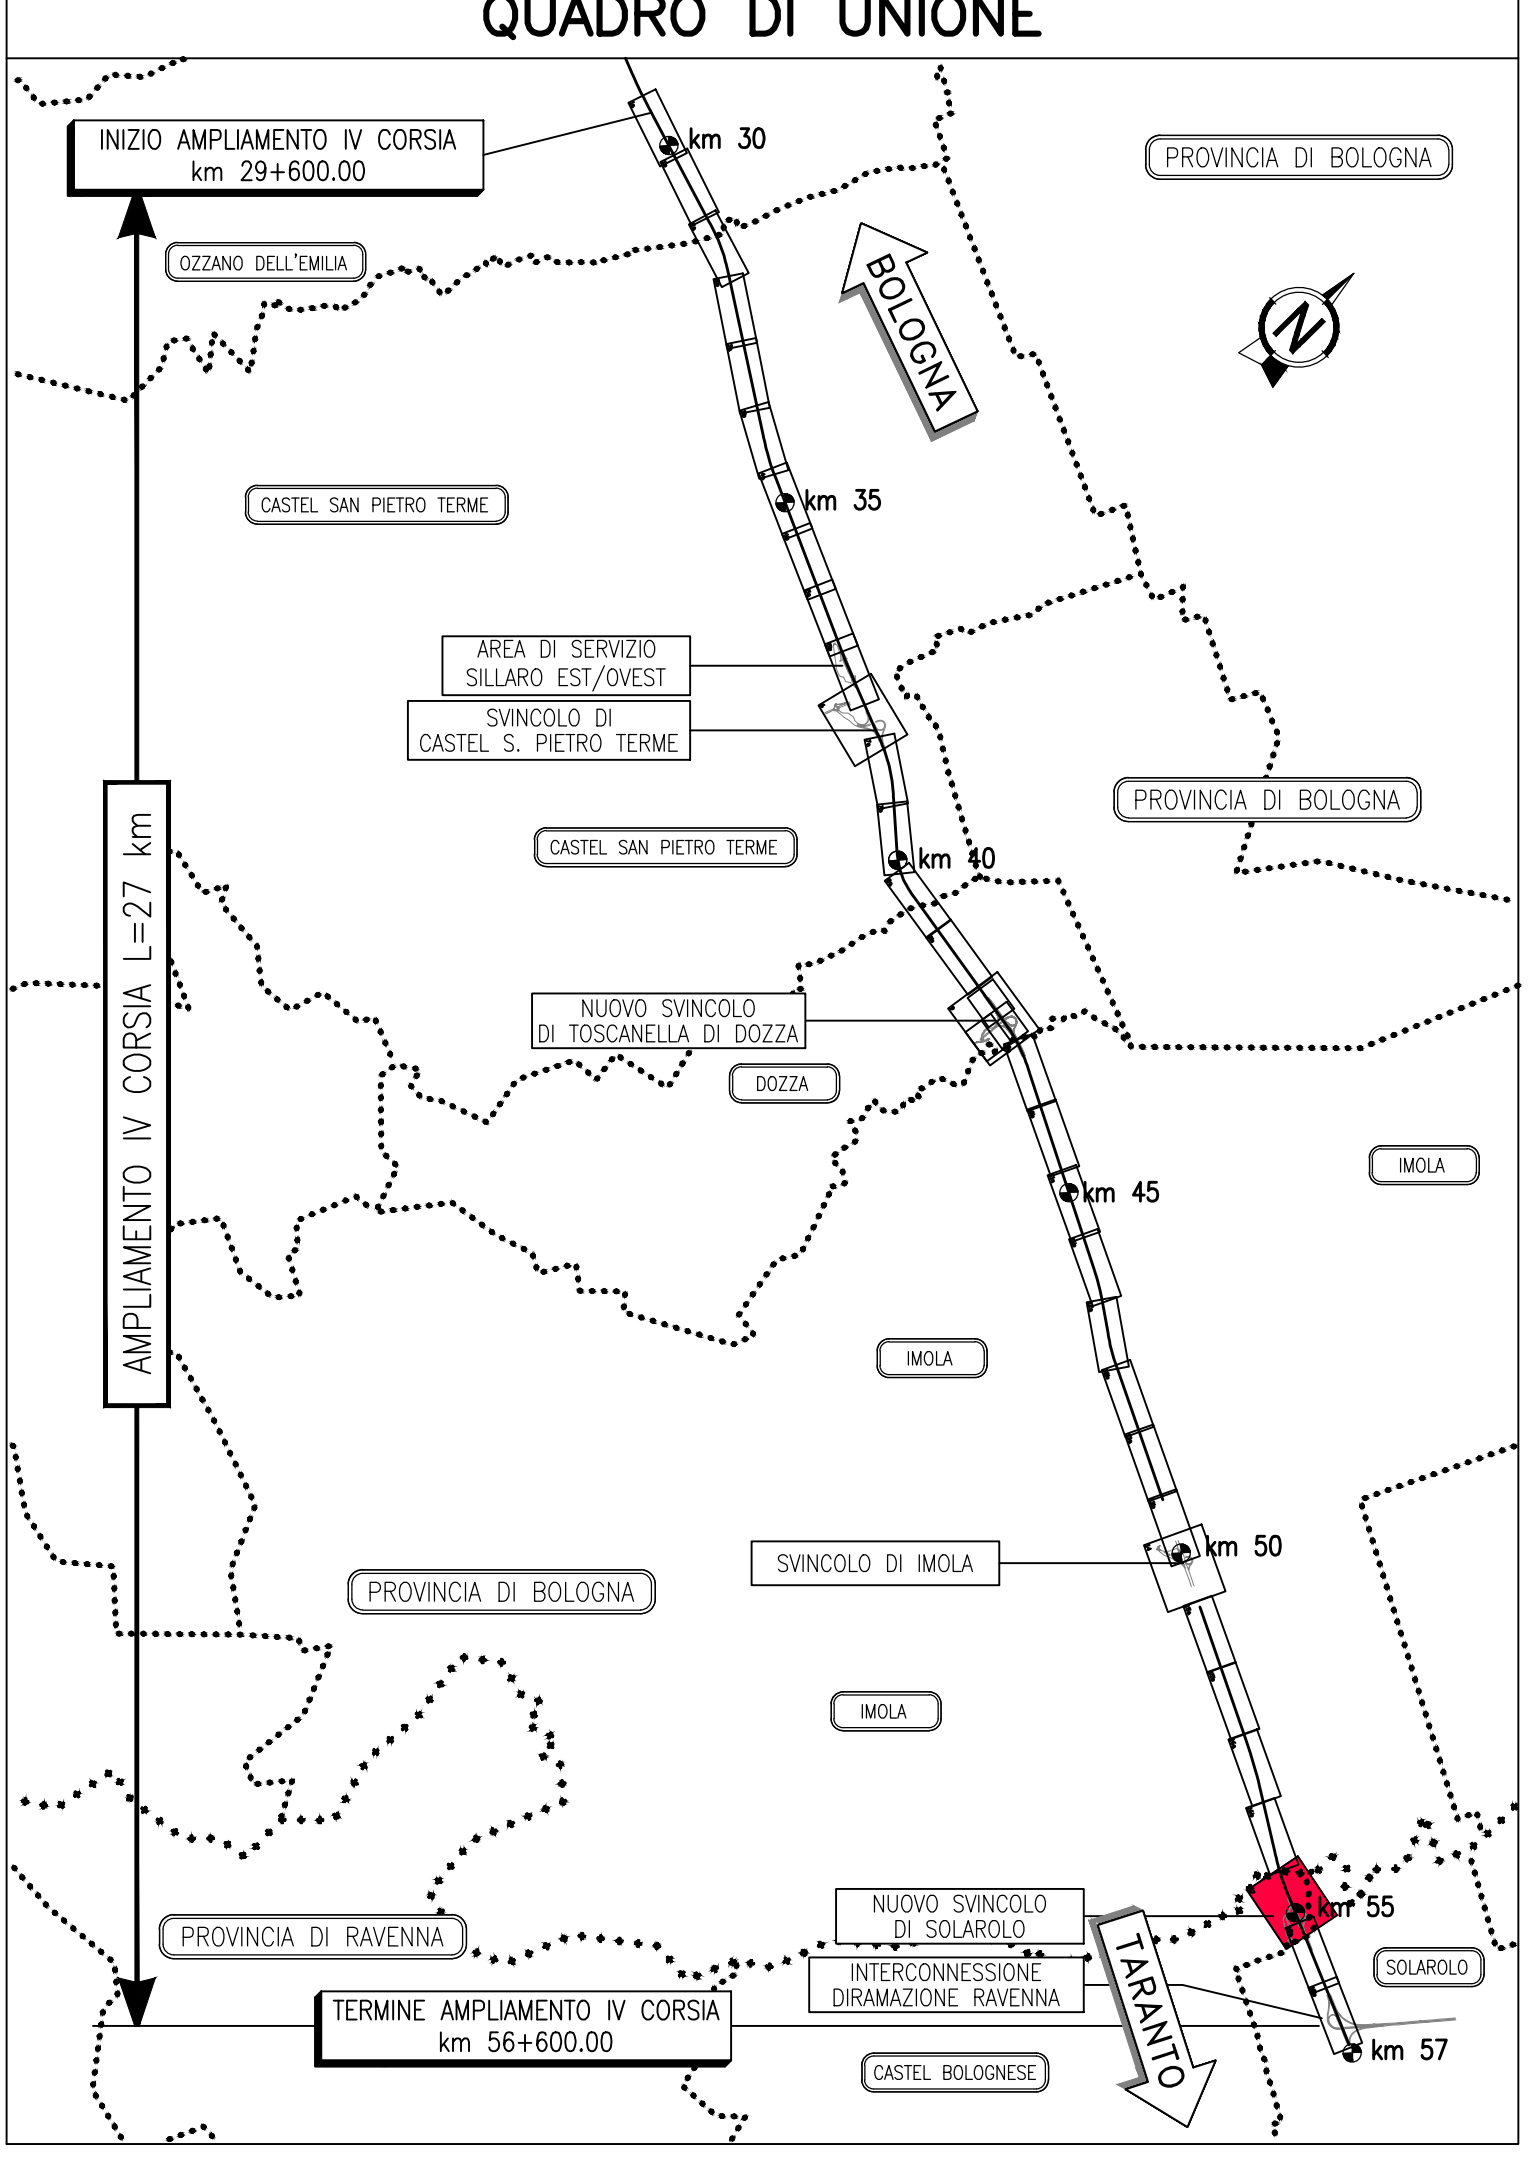 QUADRO DI UNIONE
INIZIO AMPLIAMENTO IV CORSIA
km 29+600.00
km 30
PROVINCIA DI BOLOGNA
OZZANO DELL'EMILIA
BOLOGNA
N
CASTEL SAN PIETRO TERME
km 35
AREA DI SERVIZIO
SILLARO EST/OVEST
SVINCOLO DI
CASTEL S. PIETRO TERME
PROVINCIA DI BOLOGNA
AMPLIAMENTO IV CORSIA L=27 km
CASTEL SAN PIETRO TERME
km 40
NUOVO SVINCOLO
DI TOSCANELLA DI DOZZA
DOZZA
IMOLA
km 45
IMOLA
km 50
SVINCOLO DI IMOLA
PROVINCIA DI BOLOGNA
IMOLA
NUOVO SVINCOLO
DI SOLAROLO
km 55
PROVINCIA DI RAVENNA
TARANTO
SOLAROLO
INTERCONNESSIONE
DIRAMAZIONE RAVENNA
TERMINE AMPLIAMENTO IV CORSIA
km 56+600.00
km 57
CASTEL BOLOGNESE